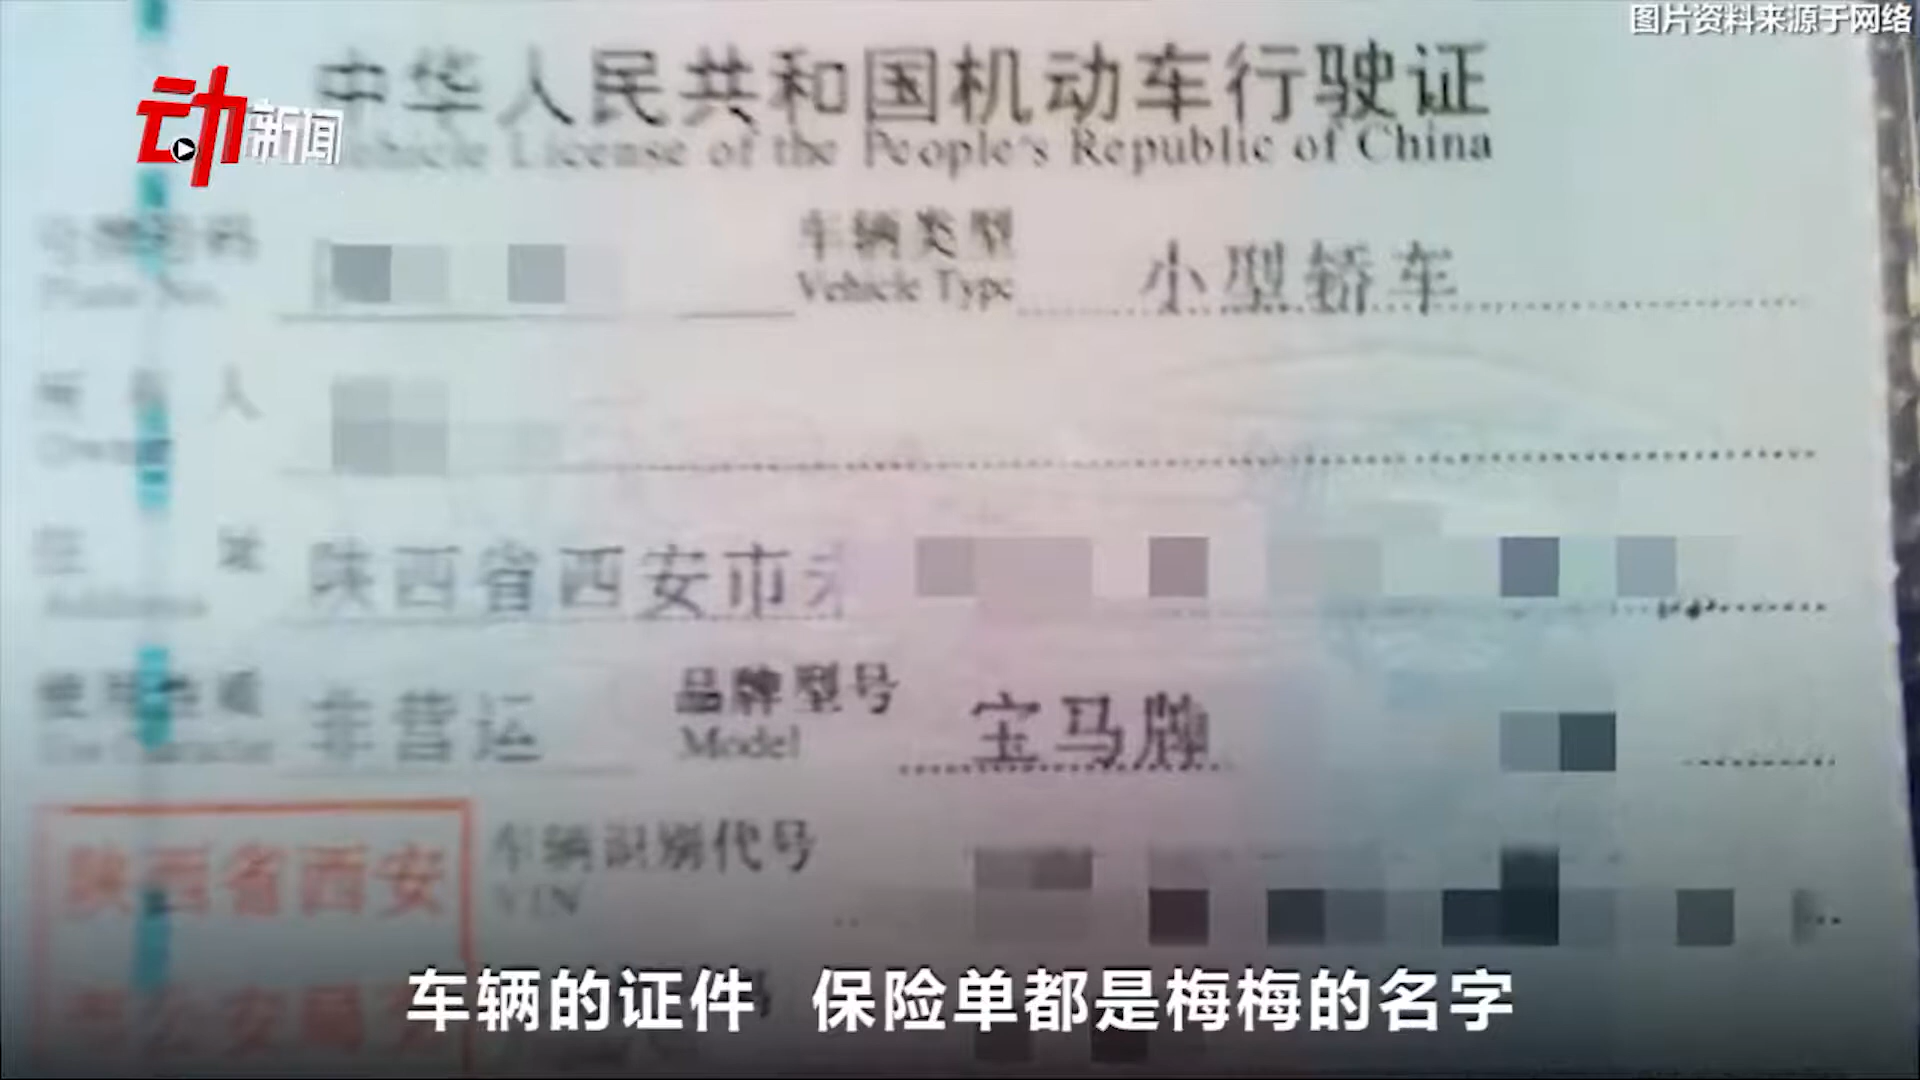 图片资料来源于网络
动新闻
中华人民共和国机动车行驶证
Vehicle License of the People's Republic of China
号牌号码
Plate No.
车辆类型
Vehicle Type
小型轿车
所有人
Owner
住址
Address
陕西省西安市未
使用性质
Use Character
非营运
品牌型号
Model
宝马牌
车辆识别代号
VIN
陕西省西安
市公安局交
车辆的证件 保险单都是梅梅的名字